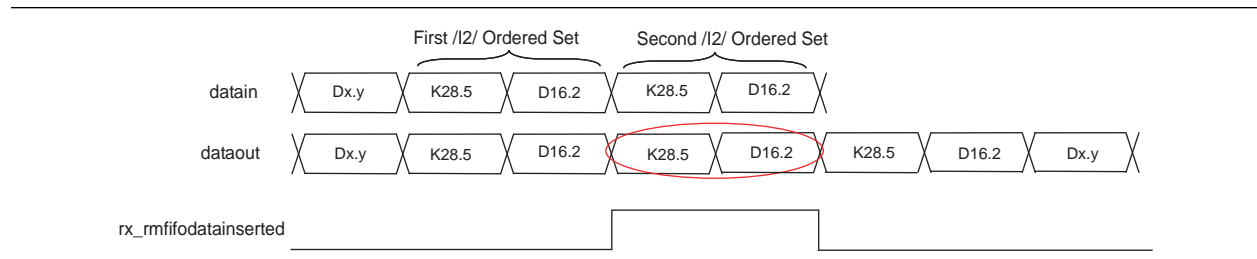 First /I2/ Ordered Set Second /I2/ Ordered Set
datain Dx.y K28.5 D16.2 K28.5 D16.2
dataout Dx.y K28.5 D16.2 K28.5 D16.2 K28.5 D16.2 Dx.y
rx_rmfifodatainserted